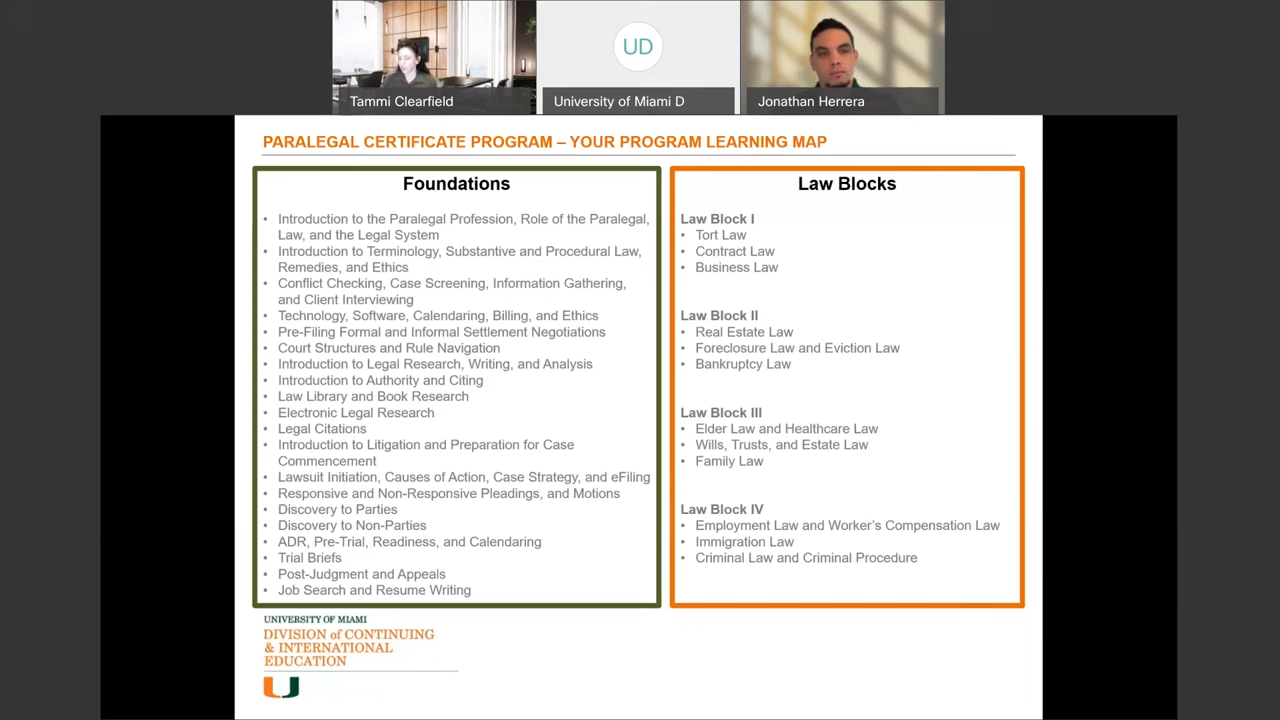 Tammi Clearfield
UD
University of Miami D
Jonathan Herrera
PARALEGAL CERTIFICATE PROGRAM – YOUR PROGRAM LEARNING MAP
Foundations
• Introduction to the Paralegal Profession, Role of the Paralegal,
Law, and the Legal System
• Introduction to Terminology, Substantive and Procedural Law,
Remedies, and Ethics
• Conflict Checking, Case Screening, Information Gathering,
and Client Interviewing
• Technology, Software, Calendaring, Billing, and Ethics
• Pre-Filing Formal and Informal Settlement Negotiations
• Court Structures and Rule Navigation
• Introduction to Legal Research, Writing, and Analysis
• Introduction to Authority and Citing
• Law Library and Book Research
• Electronic Legal Research
• Legal Citations
• Introduction to Litigation and Preparation for Case
Commencement
• Lawsuit Initiation, Causes of Action, Case Strategy, and eFiling
• Responsive and Non-Responsive Pleadings, and Motions
• Discovery to Parties
• Discovery to Non-Parties
• ADR, Pre-Trial, Readiness, and Calendaring
• Trial Briefs
• Post-Judgment and Appeals
• Job Search and Resume Writing
Law Blocks
Law Block I
• Tort Law
• Contract Law
• Business Law
Law Block II
• Real Estate Law
• Foreclosure Law and Eviction Law
• Bankruptcy Law
Law Block III
• Elder Law and Healthcare Law
• Wills, Trusts, and Estate Law
• Family Law
Law Block IV
• Employment Law and Worker’s Compensation Law
• Immigration Law
• Criminal Law and Criminal Procedure
UNIVERSITY OF MIAMI
DIVISION of CONTINUING
& INTERNATIONAL
EDUCATION
U